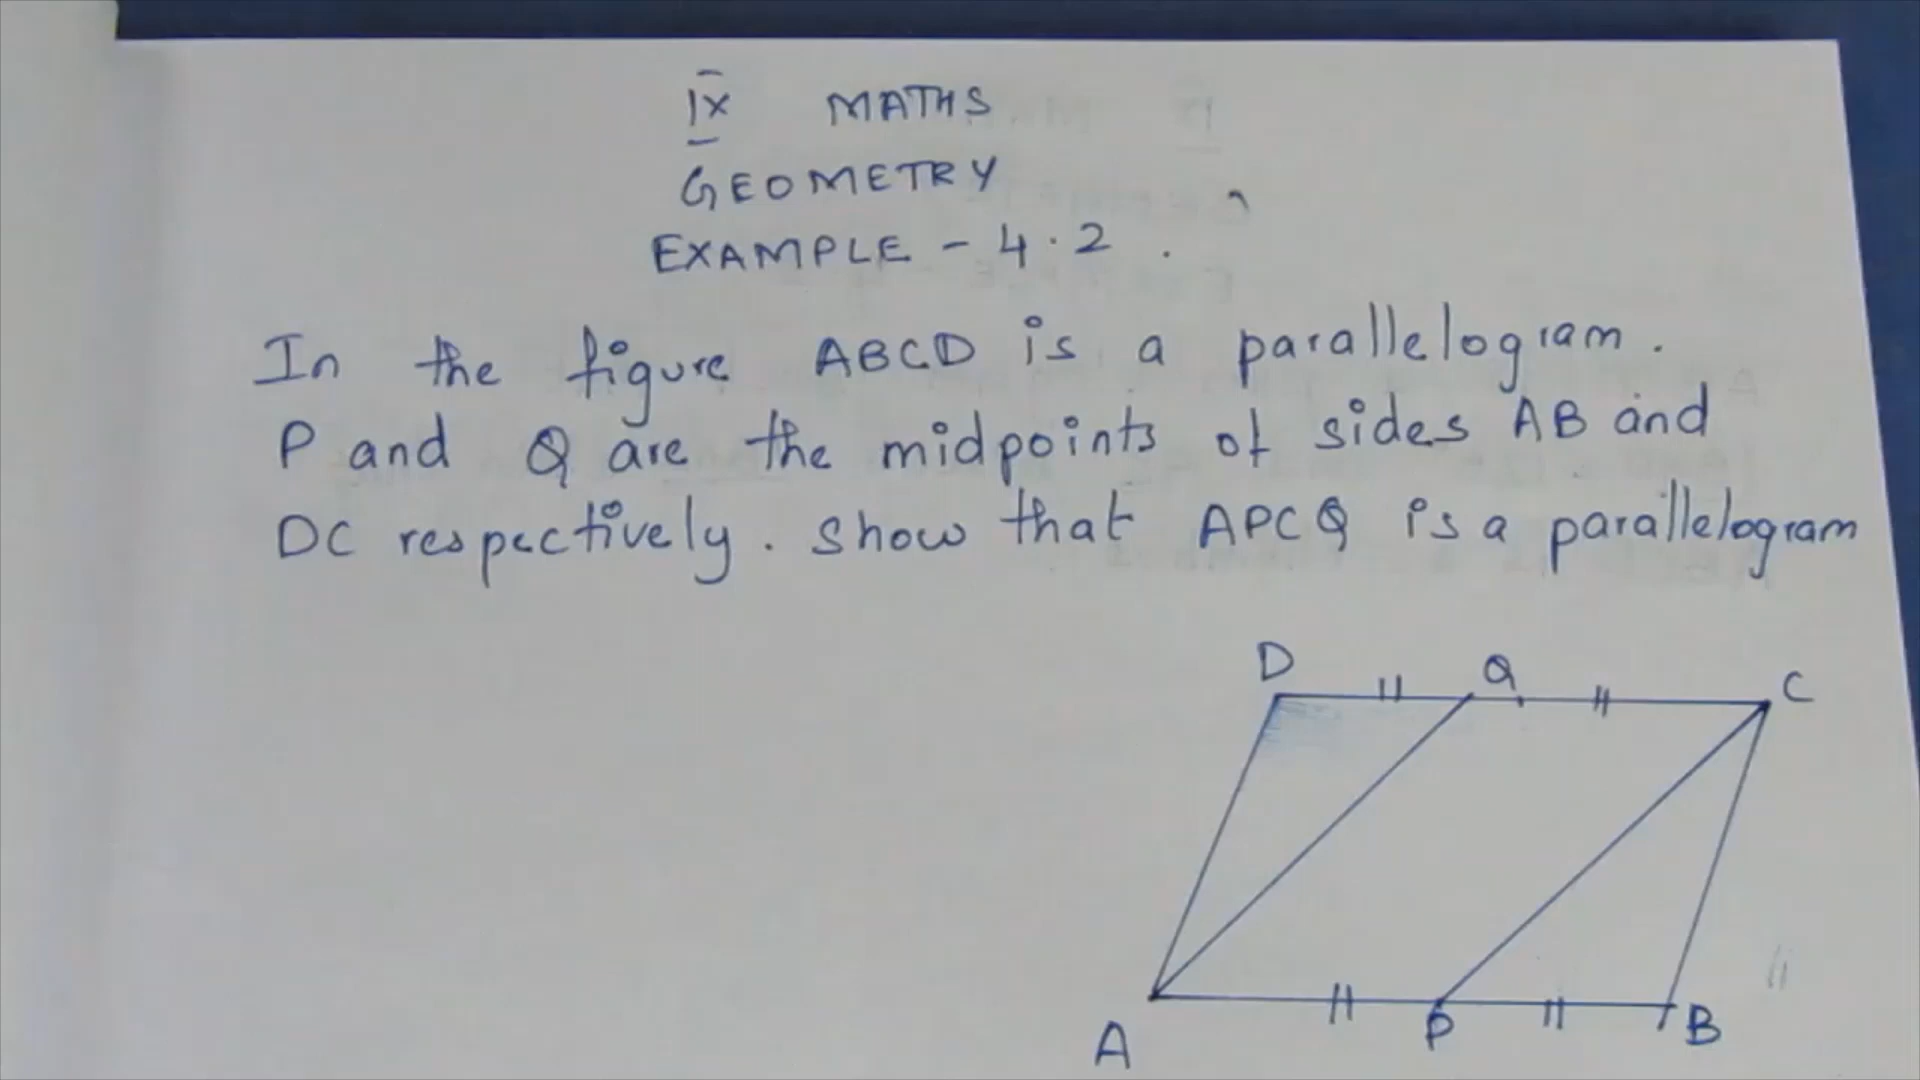 IX MATHS
GEOMETRY
EXAMPLE - 4.2.
In the figure ABCD is a parallelogram.
P and Q are the midpoints of sides AB and
DC respectively. Show that APCQ is a parallelogram
D Q C
A P B